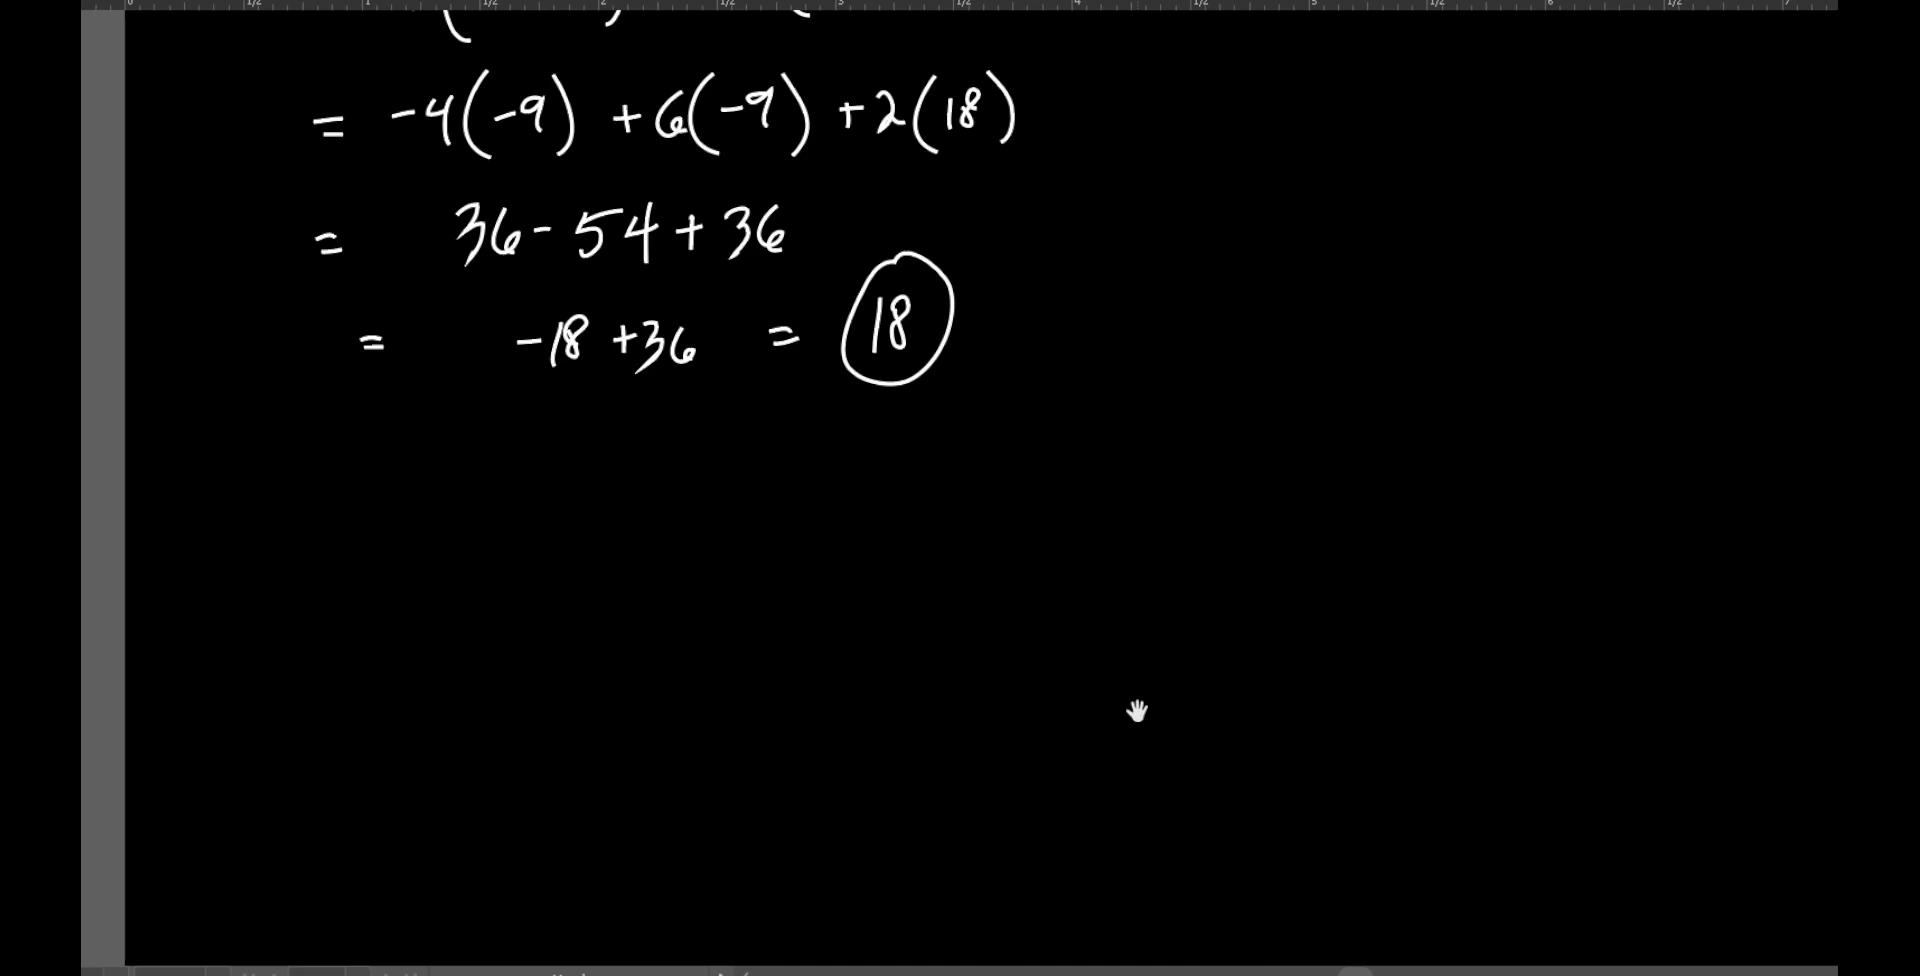 = -4(-9) + 6(-9) + 2(18)
= 36 - 54 + 36
= -18 + 36 = 18